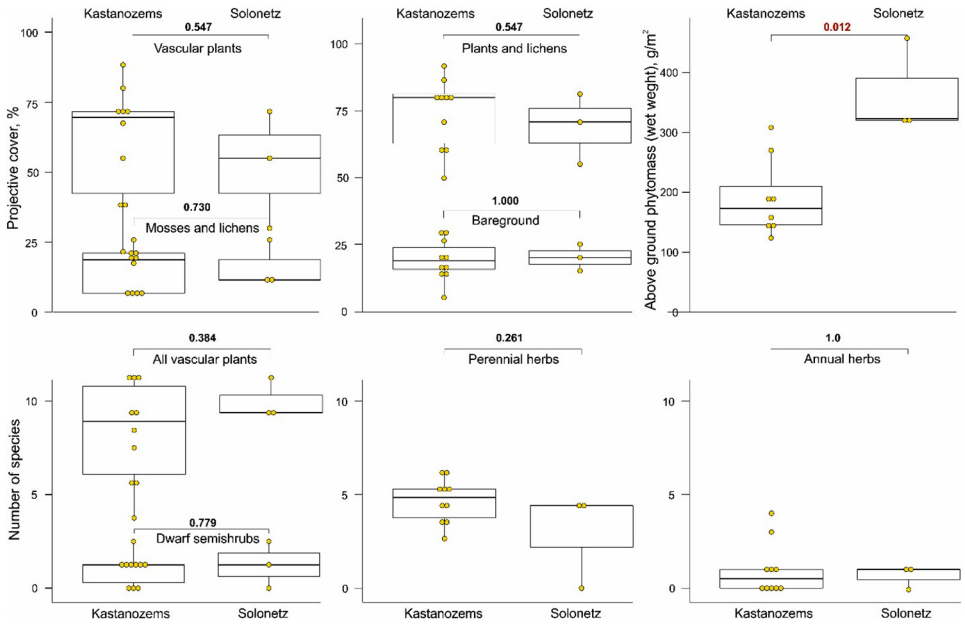 Kastanozems Solonetz Kastanozems Solonetz Kastanozems Solonetz
0.547 0.547 0.012
Vascular plants Plants and lichens
Projective cover, %
100
75
50
25
0
0.730
Mosses and lichens
100
75
50
25
0
1.000
Bareground
Above ground phytomass (wet weght), g/m²
400
300
200
100
0
0.384 0.261 1.0
All vascular plants Perennial herbs Annual herbs
Number of species
10
5
0
0.779
Dwarf semishrubs
10
5
0
10
5
0
Kastanozems Solonetz Kastanozems Solonetz Kastanozems Solonetz